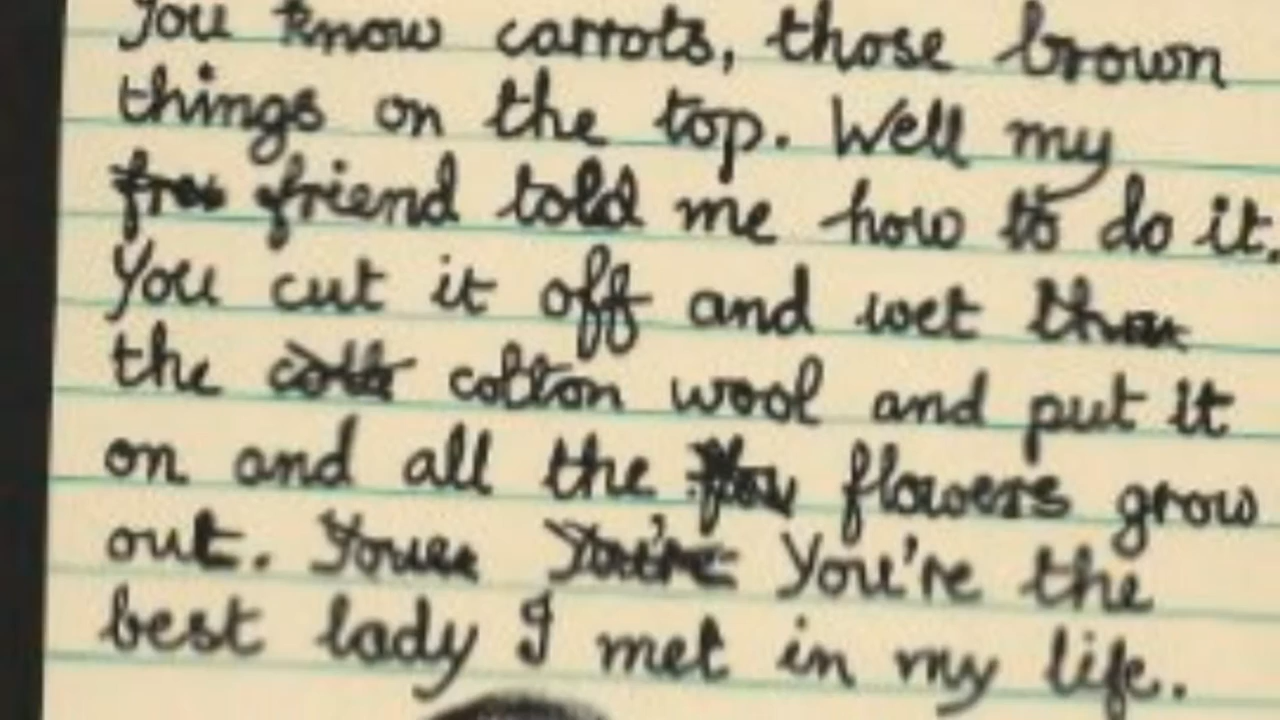 You know carrots, those brown
things on the top. Well my
friend told me how to do it.
You cut it off and wet
the cotton wool and put it
on and all the flowers grow
out. You're the
best lady I met in my life.